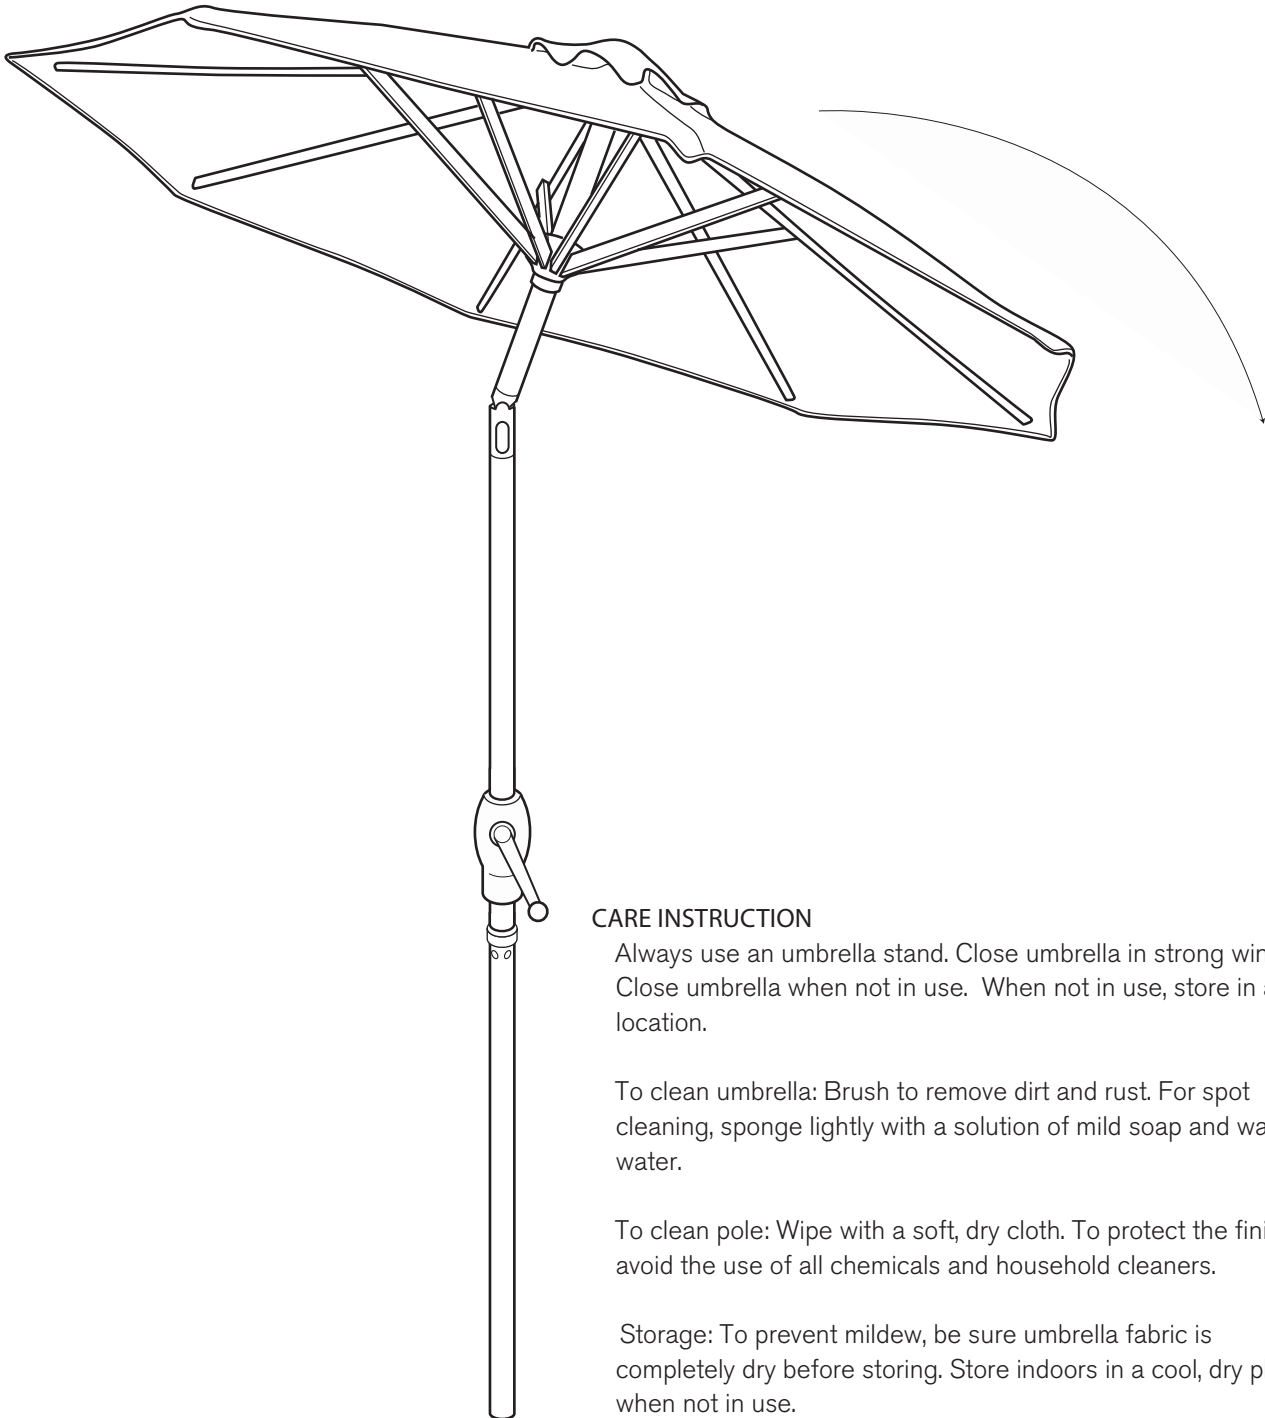 CARE INSTRUCTION
Always use an umbrella stand. Close umbrella in strong
Close umbrella when not in use. When not in use, store in
location.
To clean umbrella: Brush to remove dirt and rust. For spot
cleaning, sponge lightly with a solution of mild soap and
water.
To clean pole: Wipe with a soft, dry cloth. To protect the
avoid the use of all chemicals and household cleaners.
Storage: To prevent mildew, be sure umbrella fabric is
completely dry before storing. Store indoors in a cool, dry
when not in use.